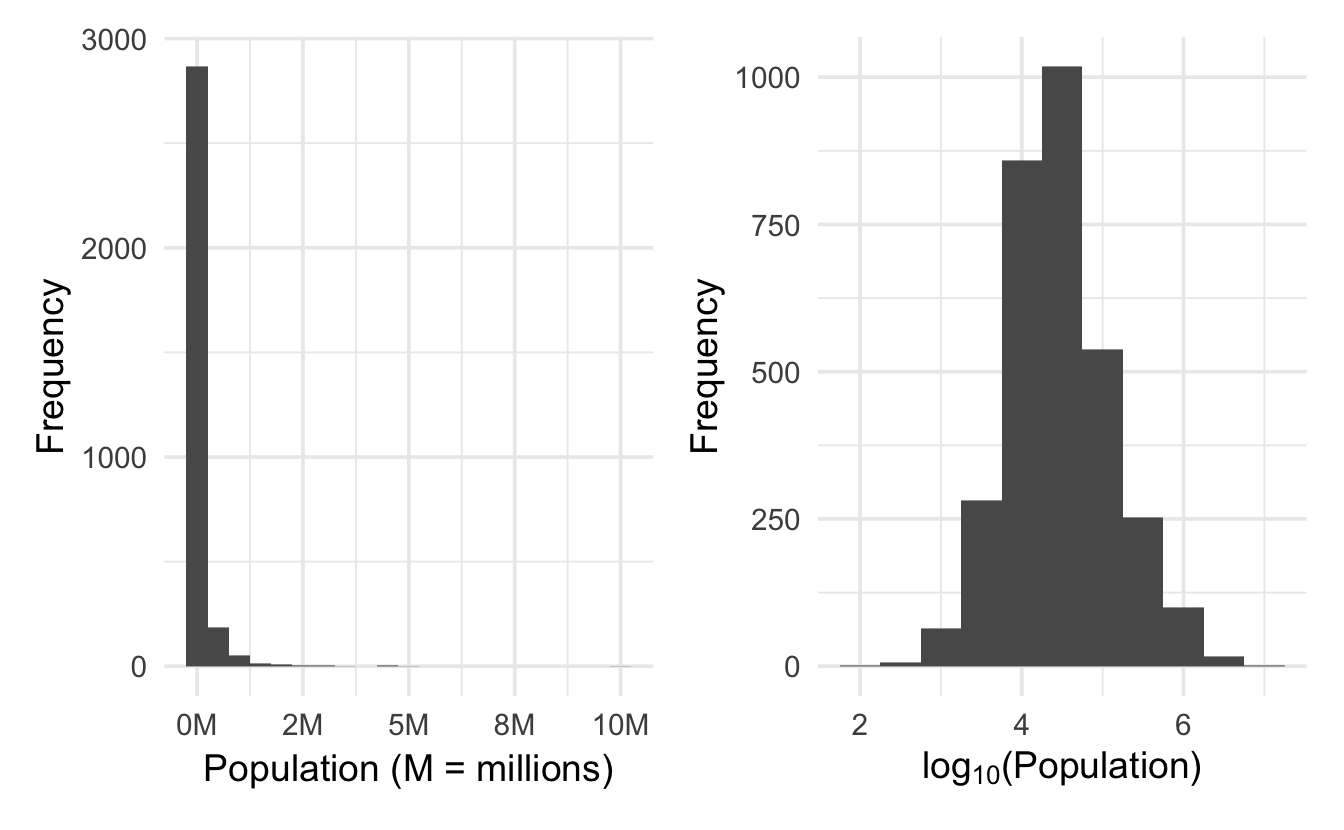 3000
2000
1000
0
Frequency
0M 2M 5M 8M 10M
Population (M = millions)
1000
750
500
250
0
Frequency
2 4 6
log₁₀(Population)